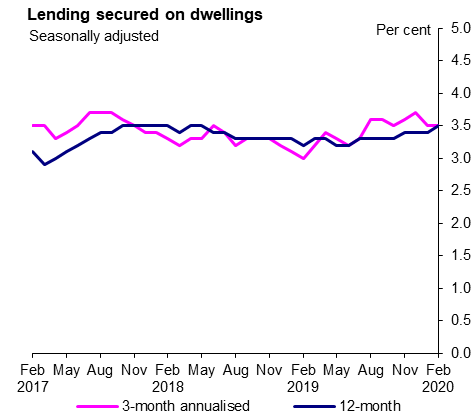 Lending secured on dwellings
Seasonally adjusted
Per cent
5.0
4.5
4.0
3.5
3.0
2.5
2.0
1.5
1.0
0.5
0.0
Feb May Aug Nov Feb May Aug Nov Feb May Aug Nov Feb
2017 2018 2019 2020
3-month annualised 12-month